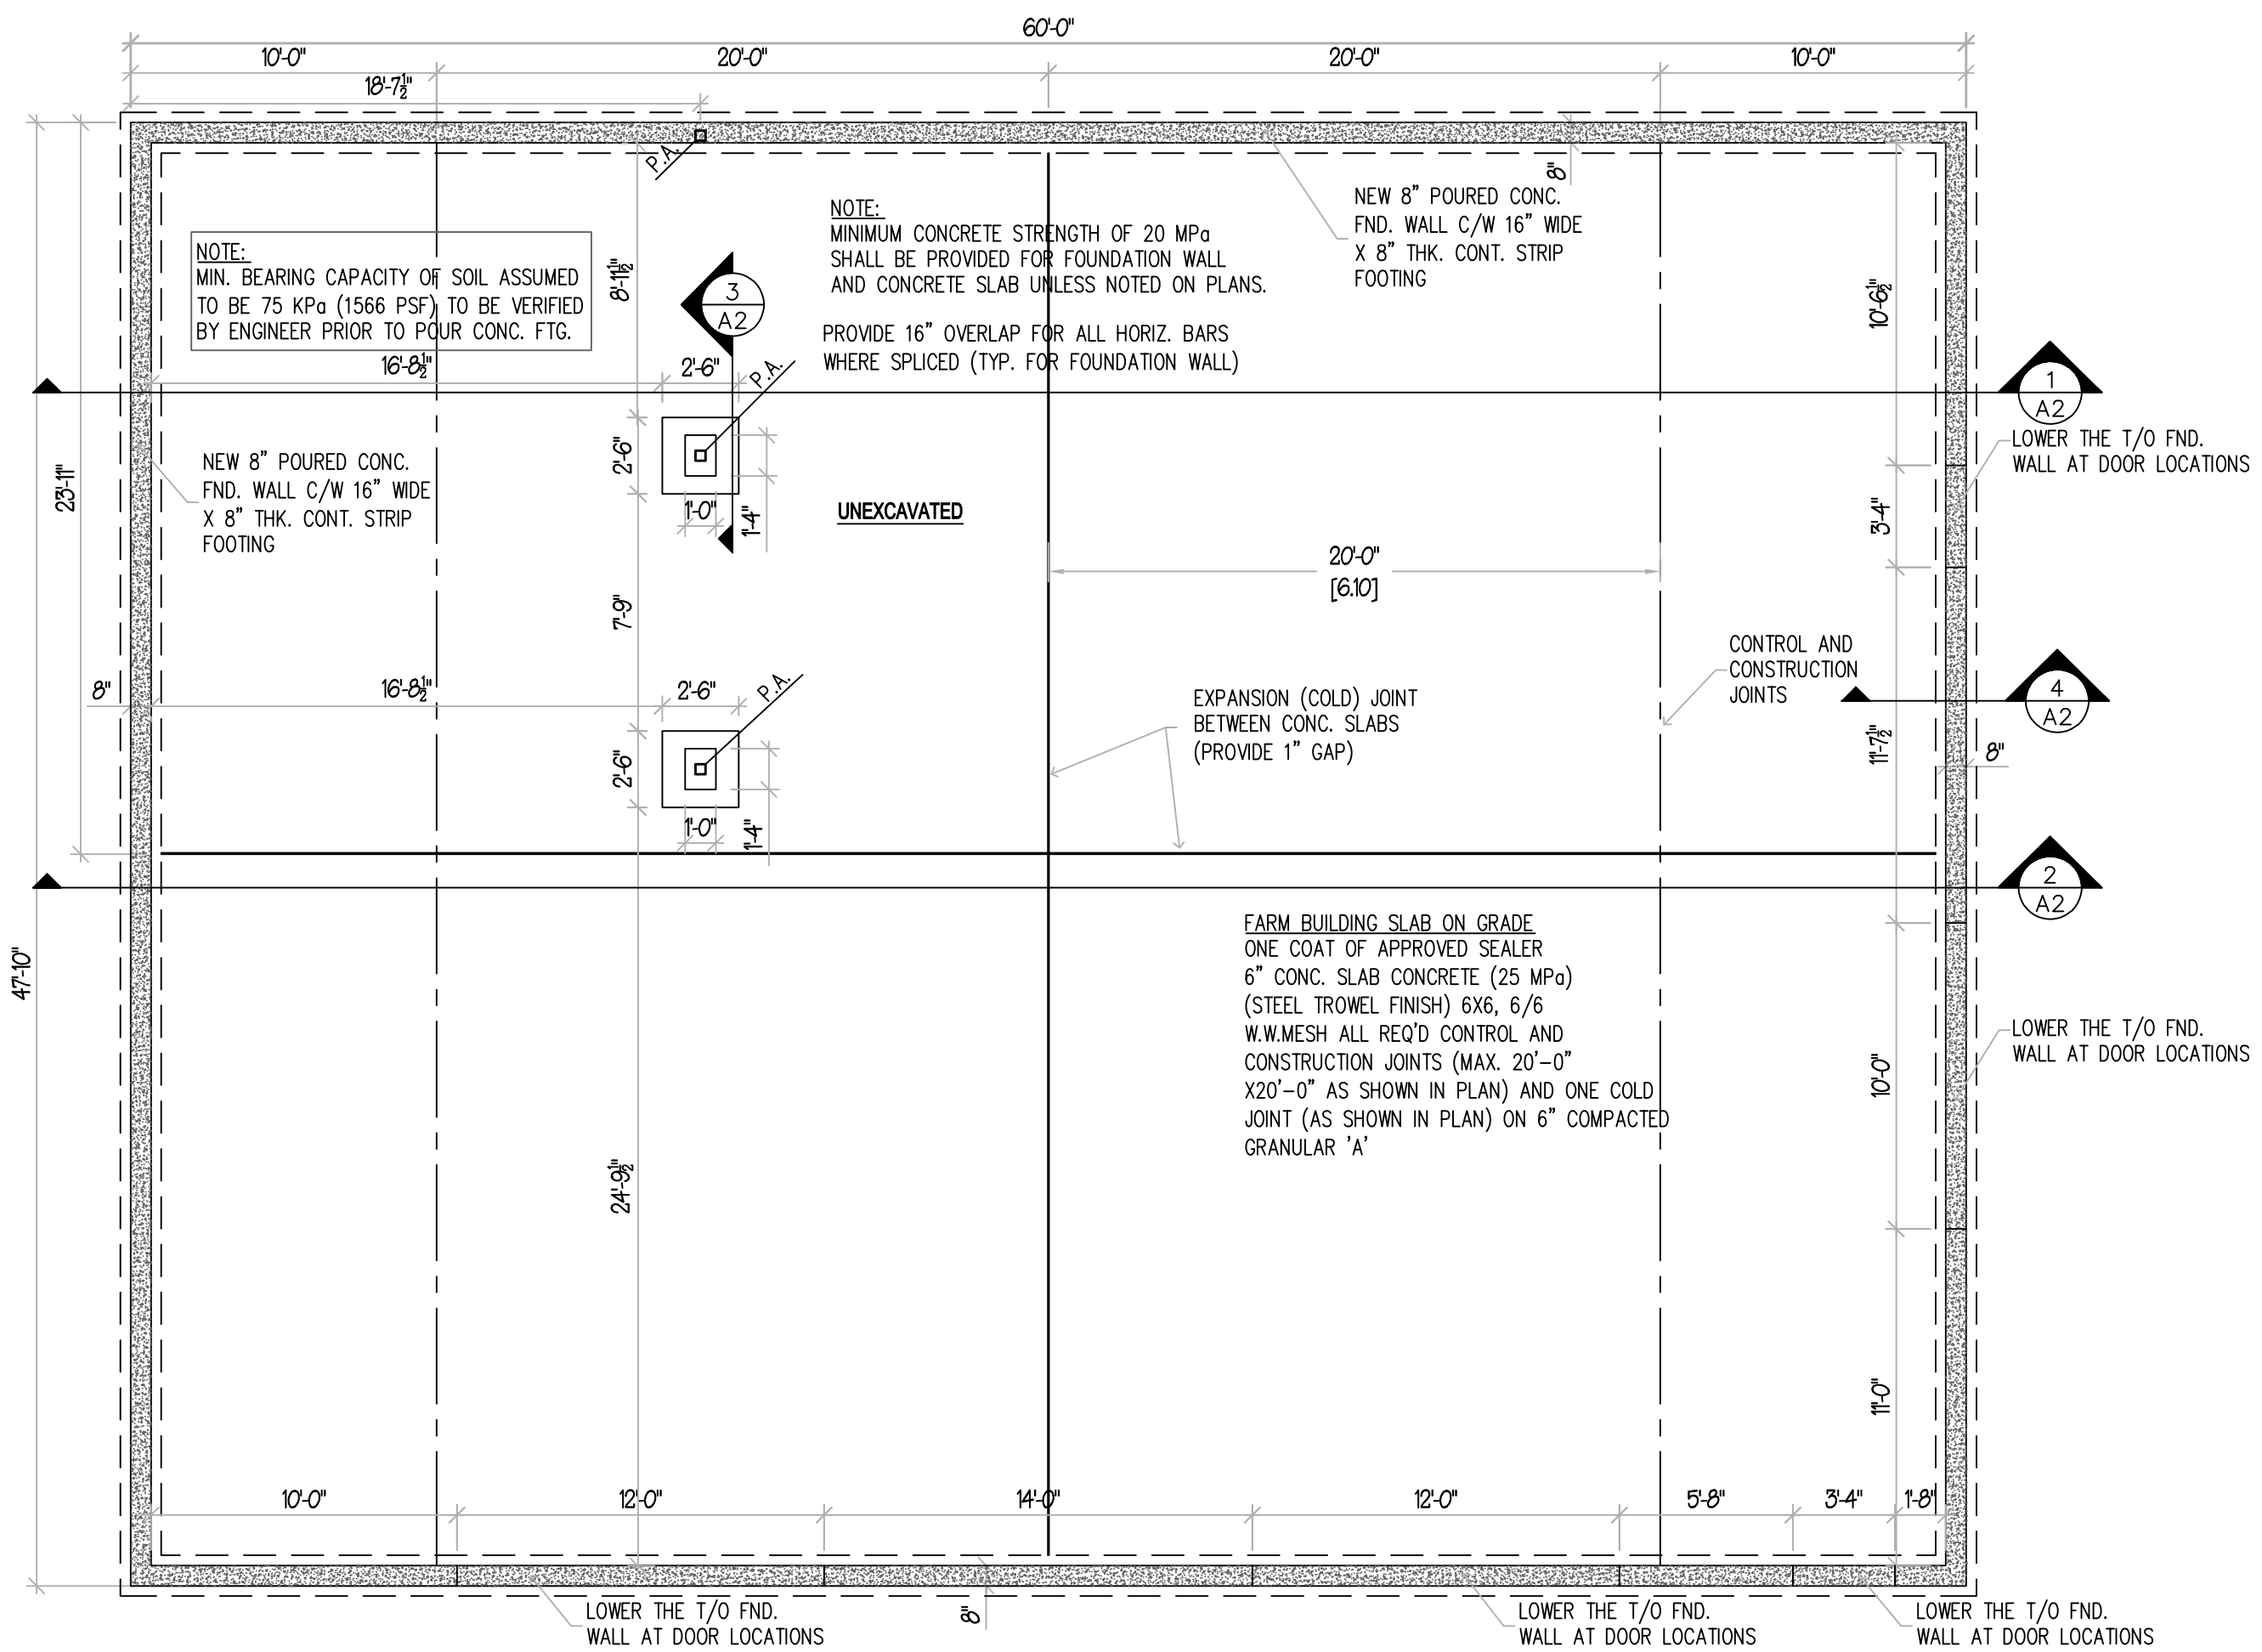 60'-0"
10'-0"
20'-0"
20'-0"
10'-0"
18'-7½"
P.A.
8"
NOTE:
MIN. BEARING CAPACITY OF SOIL ASSUMED
TO BE 75 KPa (1566 PSF) TO BE VERIFIED
BY ENGINEER PRIOR TO POUR CONC. FTG.
8'-11½"
3
A2
NOTE:
MINIMUM CONCRETE STRENGTH OF 20 MPa
SHALL BE PROVIDED FOR FOUNDATION WALL
AND CONCRETE SLAB UNLESS NOTED ON PLANS.
PROVIDE 16" OVERLAP FOR ALL HORIZ. BARS
WHERE SPLICED (TYP. FOR FOUNDATION WALL)
NEW 8" POURED CONC.
FND. WALL C/W 16" WIDE
X 8" THK. CONT. STRIP
FOOTING
10'-6½"
16'-8½"
2'-6"
P.A.
1
A2
LOWER THE T/O FND.
WALL AT DOOR LOCATIONS
23'-11"
NEW 8" POURED CONC.
FND. WALL C/W 16" WIDE
X 8" THK. CONT. STRIP
FOOTING
2'-6"
1'-0"
1'-4"
UNEXCAVATED
3'-4"
20'-0"
[6.10]
7'-9"
CONTROL AND
CONSTRUCTION
JOINTS
4
A2
8"
16'-8½"
2'-6"
P.A.
EXPANSION (COLD) JOINT
BETWEEN CONC. SLABS
(PROVIDE 1" GAP)
11'-7½"
8"
2'-6"
1'-0"
1'-4"
2
A2
47'-10"
FARM BUILDING SLAB ON GRADE
ONE COAT OF APPROVED SEALER
6" CONC. SLAB CONCRETE (25 MPa)
(STEEL TROWEL FINISH) 6X6, 6/6
W.W.MESH ALL REQ'D CONTROL AND
CONSTRUCTION JOINTS (MAX. 20'-0"
X20'-0" AS SHOWN IN PLAN) AND ONE COLD
JOINT (AS SHOWN IN PLAN) ON 6" COMPACTED
GRANULAR 'A'
LOWER THE T/O FND.
WALL AT DOOR LOCATIONS
10'-0"
24'-9½"
11'-0"
10'-0"
12'-0"
14'-0"
12'-0"
5'-8"
3'-4"
1'-8"
LOWER THE T/O FND.
WALL AT DOOR LOCATIONS
8"
LOWER THE T/O FND.
WALL AT DOOR LOCATIONS
LOWER THE T/O FND.
WALL AT DOOR LOCATIONS